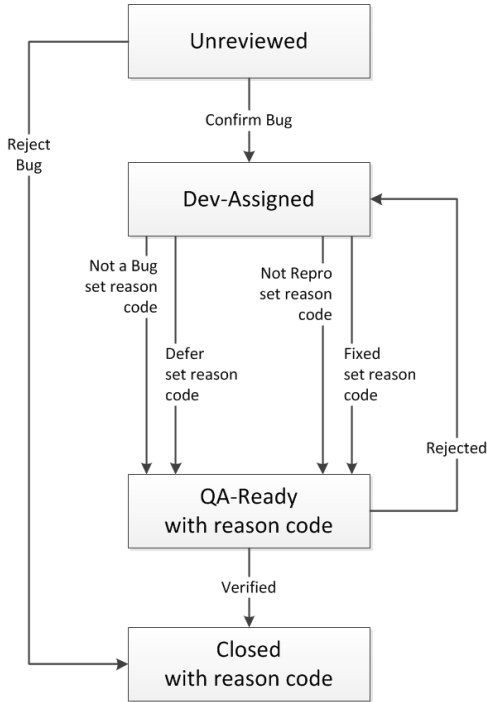 Unreviewed
Reject
Bug
Confirm Bug
Dev-Assigned
Not a Bug
set reason
code
Defer
set reason
code
Not Repro
set reason
code
Fixed
set reason
code
Rejected
QA-Ready
with reason code
Verified
Closed
with reason code